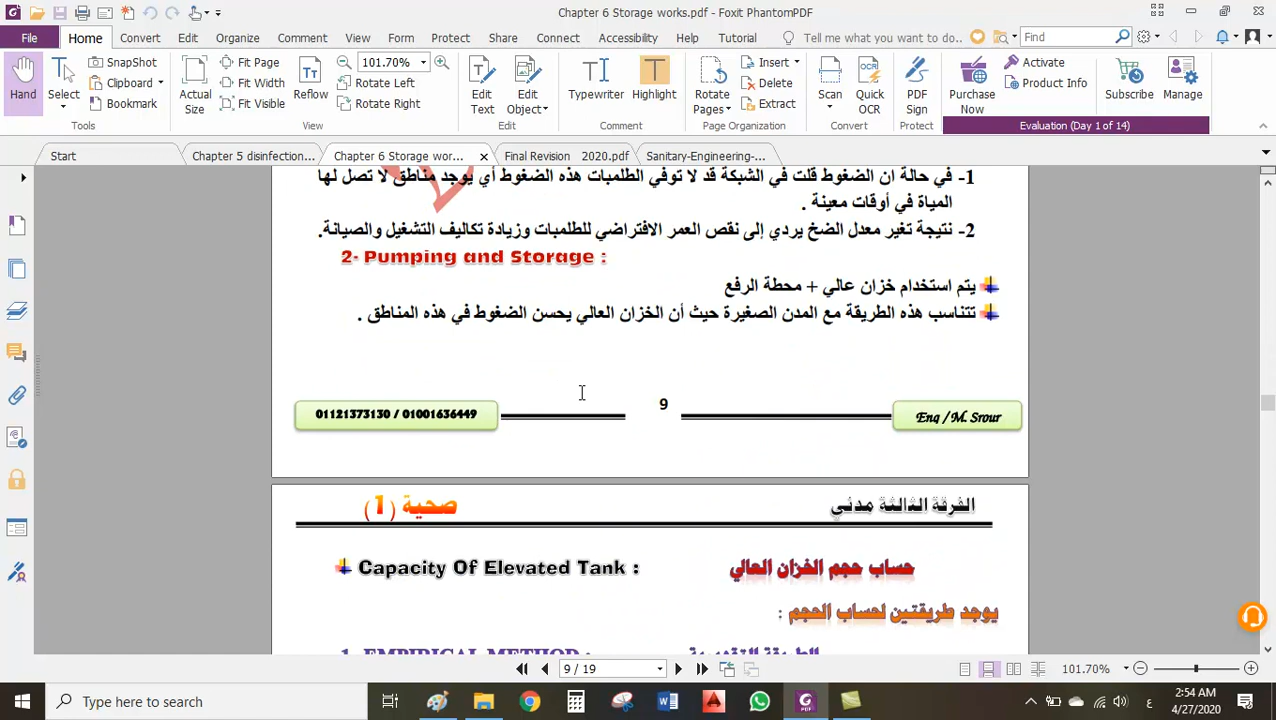 Chapter 6 Storage works.pdf - Foxit PhantomPDF
File Home Convert Edit Organize Comment View Form Protect Share Connect Accessibility Help Tutorial Tell me what you want to do.. Find
Hand
Select
SnapShot
Clipboard
Bookmark
Tools
Actual Size
Fit Page
Fit Width
Fit Visible
Reflow
101.70%
Rotate Left
Rotate Right
View
Edit Text
Edit Object
Edit
Typewriter
Highlight
Comment
Rotate Pages
Insert
Delete
Extract
Page Organization
Scan
Quick OCR
Convert
PDF Sign
Protect
Purchase Now
Activate
Product Info
Subscribe
Manage
Evaluation (Day 1 of 14)
Start
Chapter 5 disinfection...
Chapter 6 Storage wor...
Final Revision 2020.pdf
Sanitary-Engineering-...
1- في حالة ان الضغوط قلت في الشبكة قد لا توفي الطلمبات هذه الضغوط أي يوجد مناطق لا تصل لها
المياة في أوقات معينة .
2- نتيجة تغير معدل الضخ يردي إلى نقص العمر الافتراضي للطلمبات وزيادة تكاليف التشغيل والصيانة.
2- Pumping and Storage :
يتم استخدام خزان عالي + محطة الرفع
تتناسب هذه الطريقة مع المدن الصغيرة حيث أن الخزان العالي يحسن الضغوط في هذه المناطق .
01121373130 / 01001636449
9
Eng / M. Srour
صحية (1)
الفرقة الثالثة مدني
Capacity Of Elevated Tank :
حساب حجم الخزان العالي
يوجد طريقتين لحساب الحجم :
1. EMPIRICAL METHOD :
الطريقة التقريبية
9 / 19
101.70%
Type here to search
ع
2:54 AM
4/27/2020